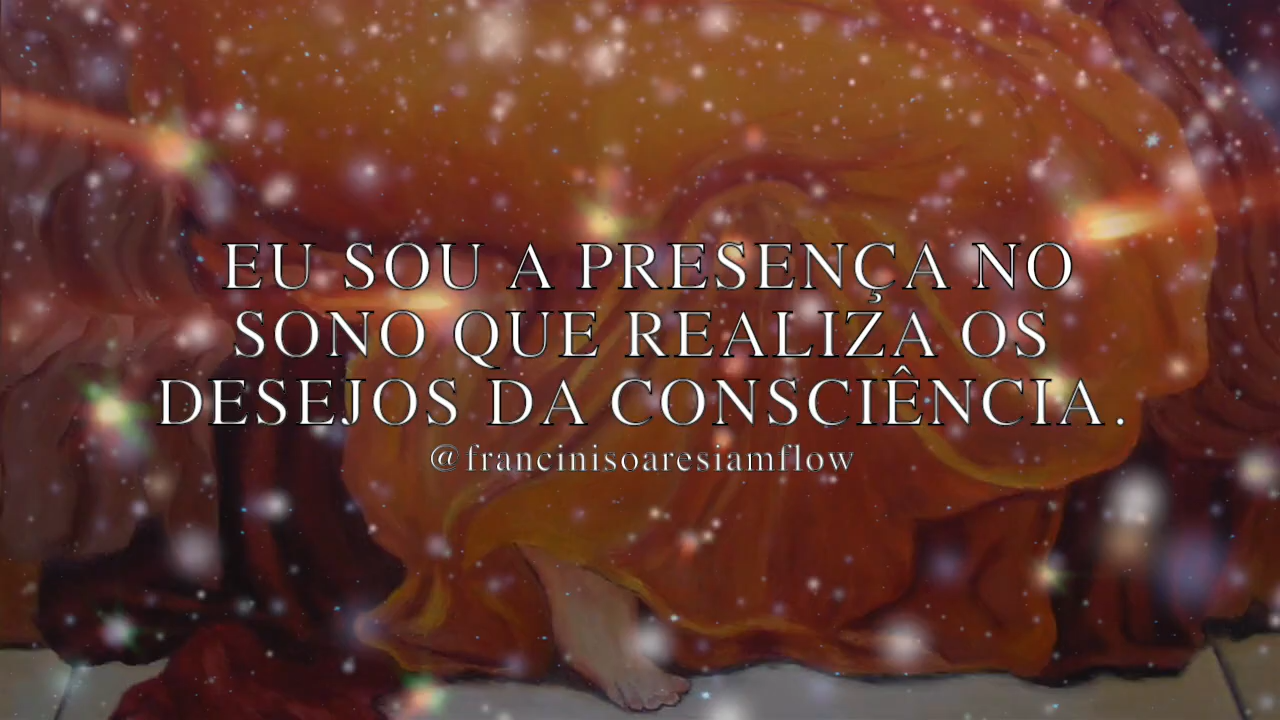 EU SOU A PRESENÇA NO
SONO QUE REALIZA OS
DESEJOS DA CONSCIÊNCIA.
@francinisoaresiamflow